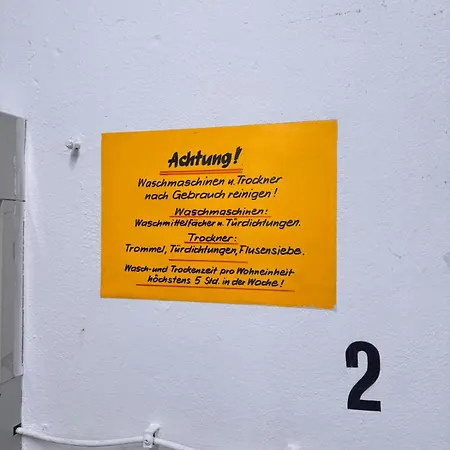 Achtung!
Waschmaschinen u. Trockner
nach Gebrauch reinigen!
Waschmaschinen:
Waschmittelfächer u. Türdichtungen.
Trockner:
Trommel, Türdichtungen, Flusensiebe.
Wasch- und Trockenzeit pro Wohneinheit
höchstens 5 Std. in der Woche!
2